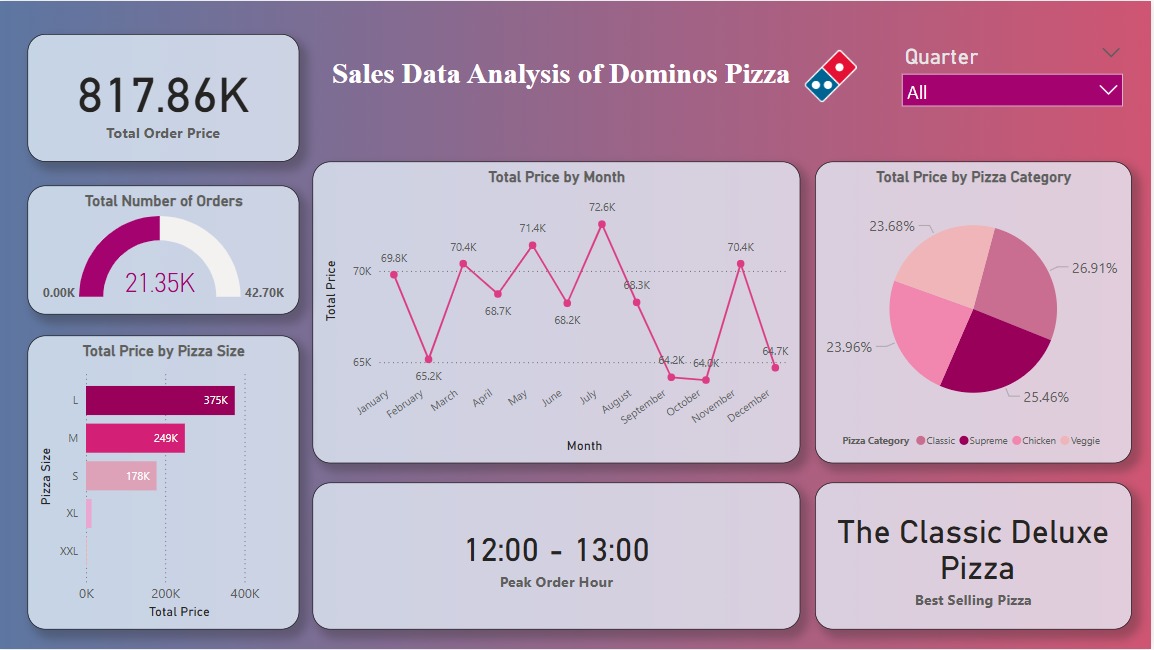 817.86K
Total Order Price
Sales Data Analysis of Dominos Pizza
Quarter
All
Total Number of Orders
21.35K
0.00K
42.70K
Total Price by Pizza Size
Pizza Size
L
375K
M
249K
S
178K
XL
XXL
0K
200K
400K
Total Price
Total Price by Month
Total Price
70K
65K
69.8K
65.2K
70.4K
68.7K
71.4K
68.2K
72.6K
68.3K
64.2K
64.0K
70.4K
64.7K
January
February
March
April
May
June
July
August
September
October
November
December
Month
Total Price by Pizza Category
23.68%
26.91%
23.96%
25.46%
Pizza Category Classic Supreme Chicken Veggie
12:00 - 13:00
Peak Order Hour
The Classic Deluxe
Pizza
Best Selling Pizza